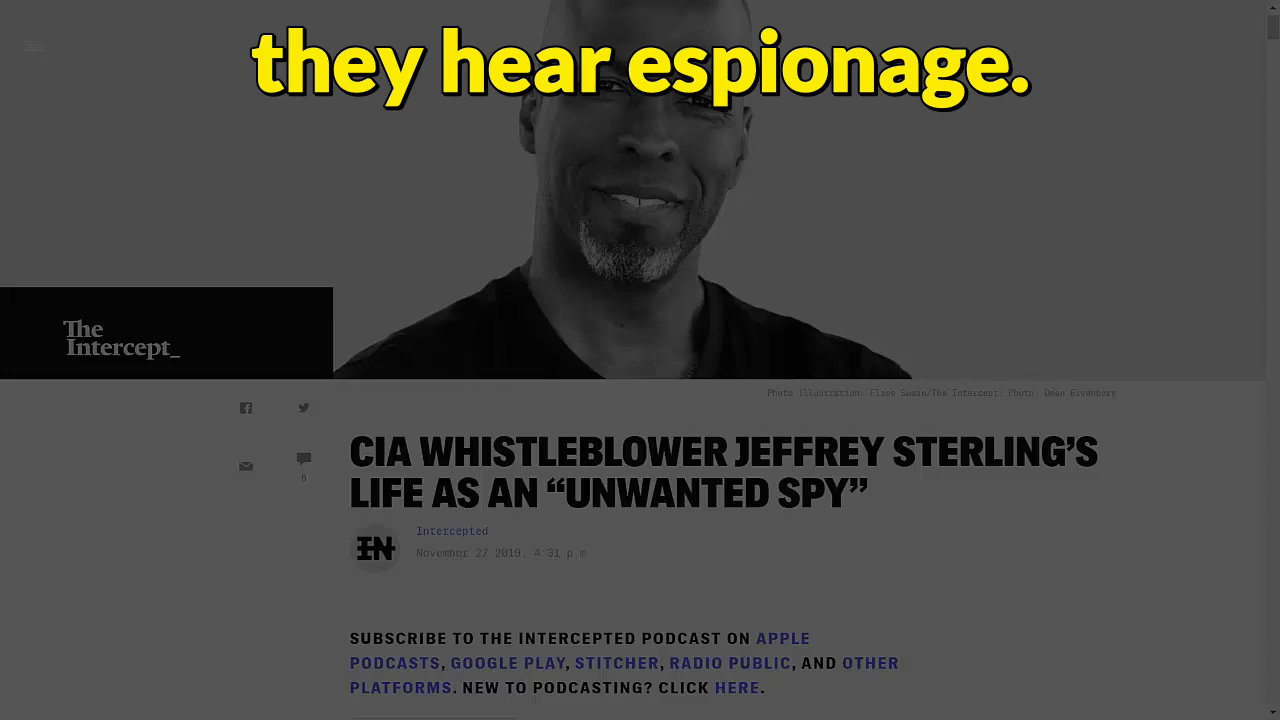 they hear espionage.
The
Intercept_
Photo illustration: Elise Swain/The Intercept; Photo: Dean Eisenberg
6
CIA WHISTLEBLOWER JEFFREY STERLING’S
LIFE AS AN “UNWANTED SPY”
IN
Intercepted
November 27 2019, 4:31 p.m
SUBSCRIBE TO THE INTERCEPTED PODCAST ON APPLE
PODCASTS, GOOGLE PLAY, STITCHER, RADIO PUBLIC, AND OTHER
PLATFORMS. NEW TO PODCASTING? CLICK HERE.